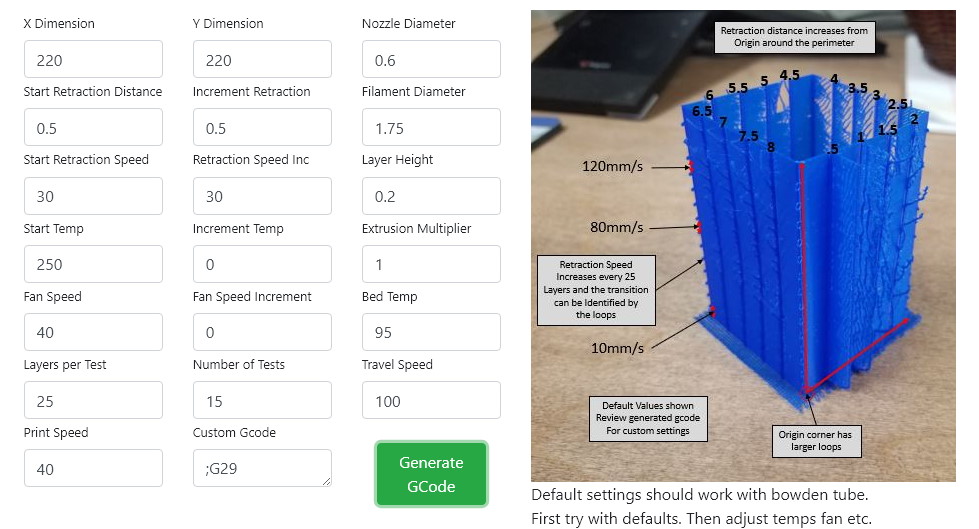 X Dimension
Y Dimension
Nozzle Diameter
220
220
0.6
Start Retraction Distance
Increment Retraction
Filament Diameter
0.5
0.5
1.75
Start Retraction Speed
Retraction Speed Inc
Layer Height
30
30
0.2
Start Temp
Increment Temp
Extrusion Multiplier
250
0
1
Fan Speed
Fan Speed Increment
Bed Temp
40
0
95
Layers per Test
Number of Tests
Travel Speed
25
15
100
Print Speed
Custom Gcode
40
;G29
Generate
GCode
Retraction distance increases from
Origin around the perimeter
6.5
6
5.5
5
4.5
4
3.5
3
2.5
2
7
7.5
8
.5
1
1.5
120mm/s
80mm/s
Retraction Speed
Increases every 25
Layers and the transition
can be Identified by
the loops
10mm/s
Default Values shown
Review generated gcode
For custom settings
Origin corner has
larger loops
Default settings should work with bowden tube.
First try with defaults. Then adjust temps fan etc.